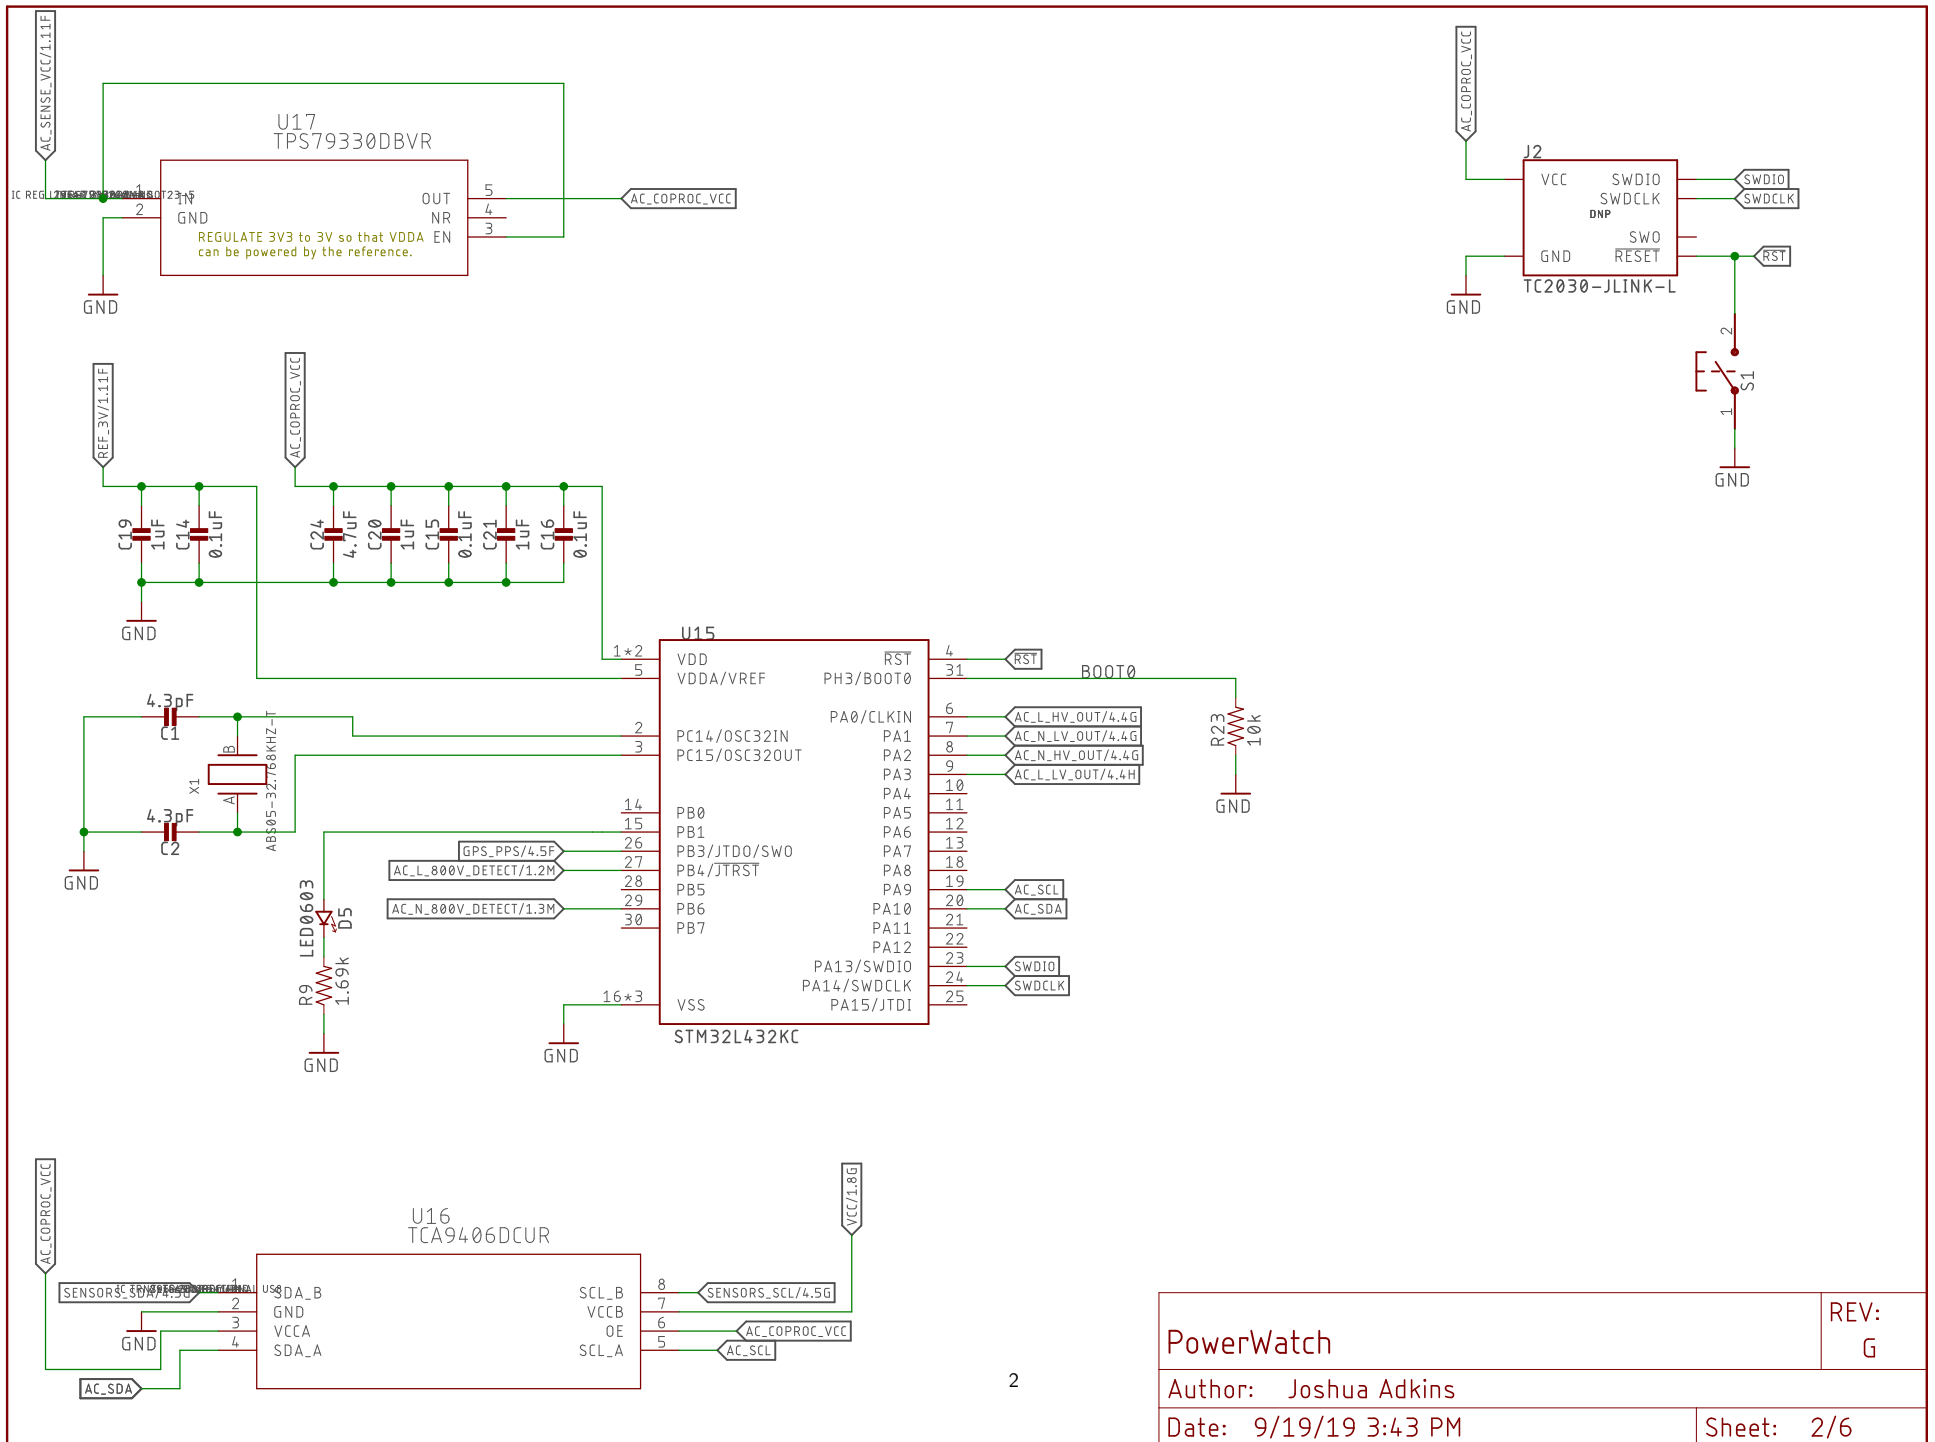 AC_SENSE_VCC/1.11F
U17
TPS79330DBVR
1
IN
2
GND
OUT
5
NR
4
EN
3
REGULATE 3V3 to 3V so that VDDA
can be powered by the reference.
AC_COPROC_VCC
GND
AC_COPROC_VCC
J2
VCC
SWDIO
SWDCLK
DNP
SWO
GND
RESET
TC2030-JLINK-L
SWDIO
SWDCLK
RST
GND
2
S1
1
GND
REF_3V/1.11F
AC_COPROC_VCC
C19
1uF
C14
0.1uF
C24
4.7uF
C20
1uF
C15
0.1uF
C21
1uF
C16
0.1uF
GND
4.3pF
C1
B
X1
A
ABS05-32.768KHZ-T
4.3pF
C2
GND
U15
1*2
VDD
5
VDDA/VREF
2
PC14/OSC32IN
3
PC15/OSC32OUT
14
PB0
15
PB1
26
PB3/JTDO/SWO
27
PB4/JTRST
28
PB5
29
PB6
30
PB7
16*3
VSS
RST
4
PH3/BOOT0
31
PA0/CLKIN
6
PA1
7
PA2
8
PA3
9
PA4
10
PA5
11
PA6
12
PA7
13
PA8
18
PA9
19
PA10
20
PA11
21
PA12
22
PA13/SWDIO
23
PA14/SWDCLK
24
PA15/JTDI
25
STM32L432KC
RST
BOOT0
AC_L_HV_OUT/4.4G
AC_N_LV_OUT/4.4G
AC_N_HV_OUT/4.4G
AC_L_LV_OUT/4.4H
AC_SCL
AC_SDA
SWDIO
SWDCLK
R23
10k
GND
GPS_PPS/4.5F
AC_L_800V_DETECT/1.2M
AC_N_800V_DETECT/1.3M
LED0603
D5
R9
1.69k
GND
GND
AC_COPROC_VCC
U16
TCA9406DCUR
SENSORS_SDA/4.5G
1
SDA_B
2
GND
3
VCCA
4
SDA_A
SCL_B
8
VCCB
7
OE
6
SCL_A
5
GND
AC_SDA
VCC/1.8G
SENSORS_SCL/4.5G
AC_COPROC_VCC
AC_SCL
2
PowerWatch
REV:
G
Author: Joshua Adkins
Date: 9/19/19 3:43 PM
Sheet: 2/6